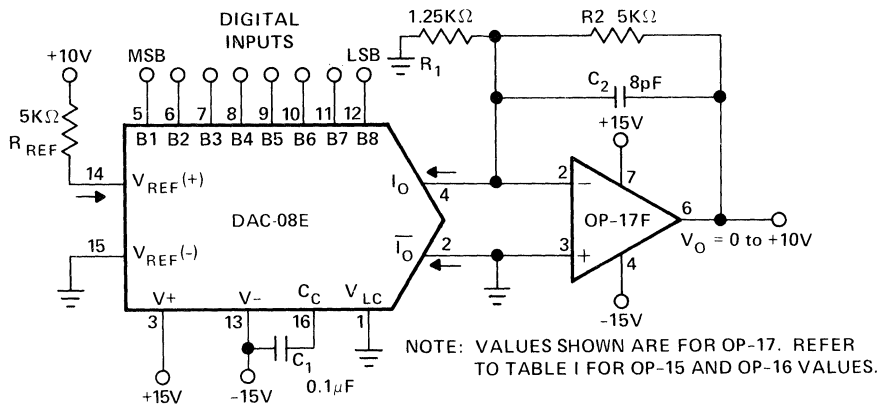 DIGITAL
INPUTS
1.25KΩ
R1
R2 5KΩ
C2 8pF
+10V
MSB
LSB
5KΩ
RREF
5 6 7 8 9 10 11 12
B1 B2 B3 B4 B5 B6 B7 B8
14
VREF(+)
IO
4
DAC-08E
15
VREF(-)
IO
2
V+
V-
CC
VLC
3
13
16
1
C1
0.1μF
+15V
-15V
+15V
7
2
-
OP-17F
6
3
+
4
-15V
VO = 0 to +10V
NOTE: VALUES SHOWN ARE FOR OP-17. REFER
TO TABLE I FOR OP-15 AND OP-16 VALUES.